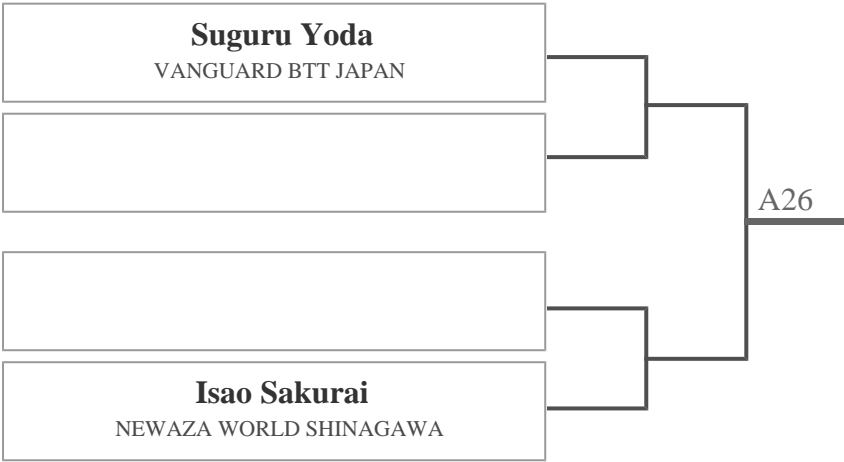 Suguru Yoda
VANGUARD BTT JAPAN
A26
Isao Sakurai
NEWAZA WORLD SHINAGAWA